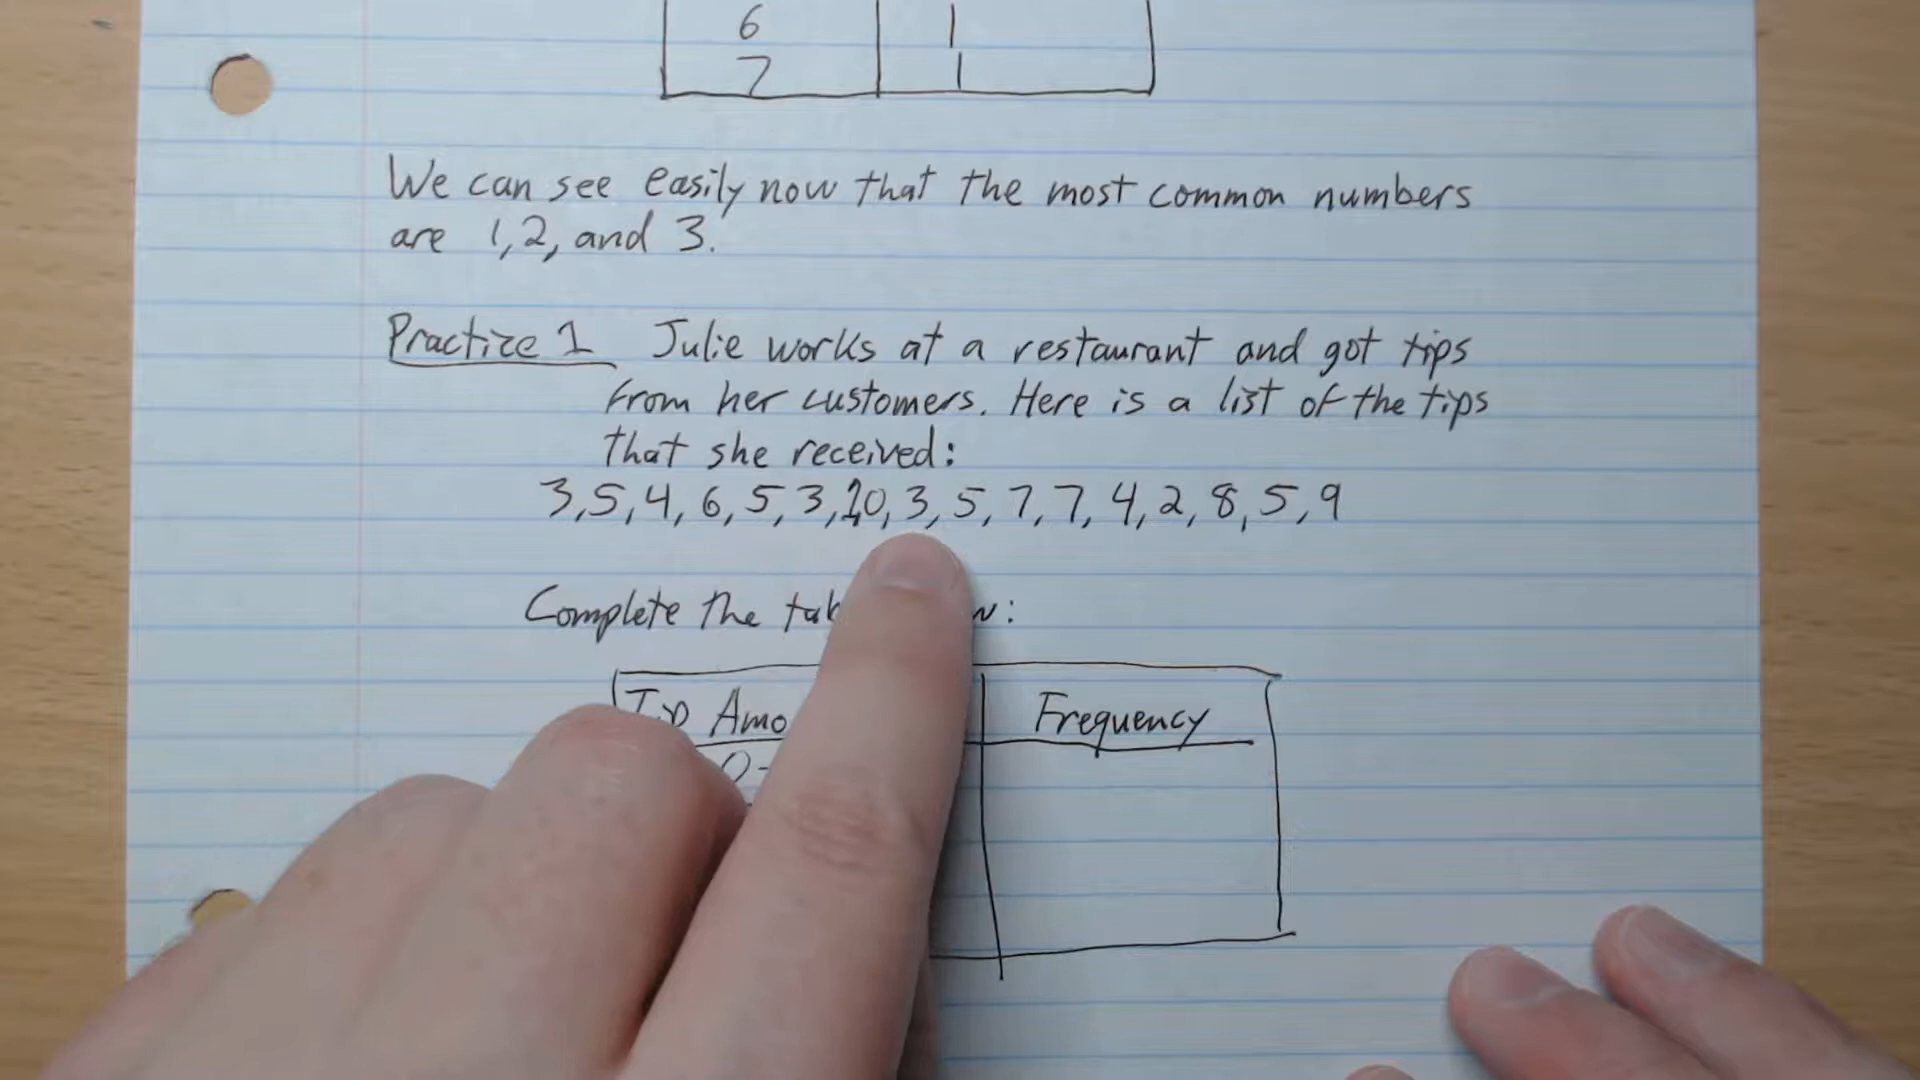 6 1
7 1
We can see easily now that the most common numbers
are 1,2, and 3.
Practice 1 Julie works at a restaurant and got tips
from her customers. Here is a list of the tips
that she received:
3,5,4,6,5,3,10,3,5,7,7,4,2,8,5,9
Complete the
Tip Frequency
0-